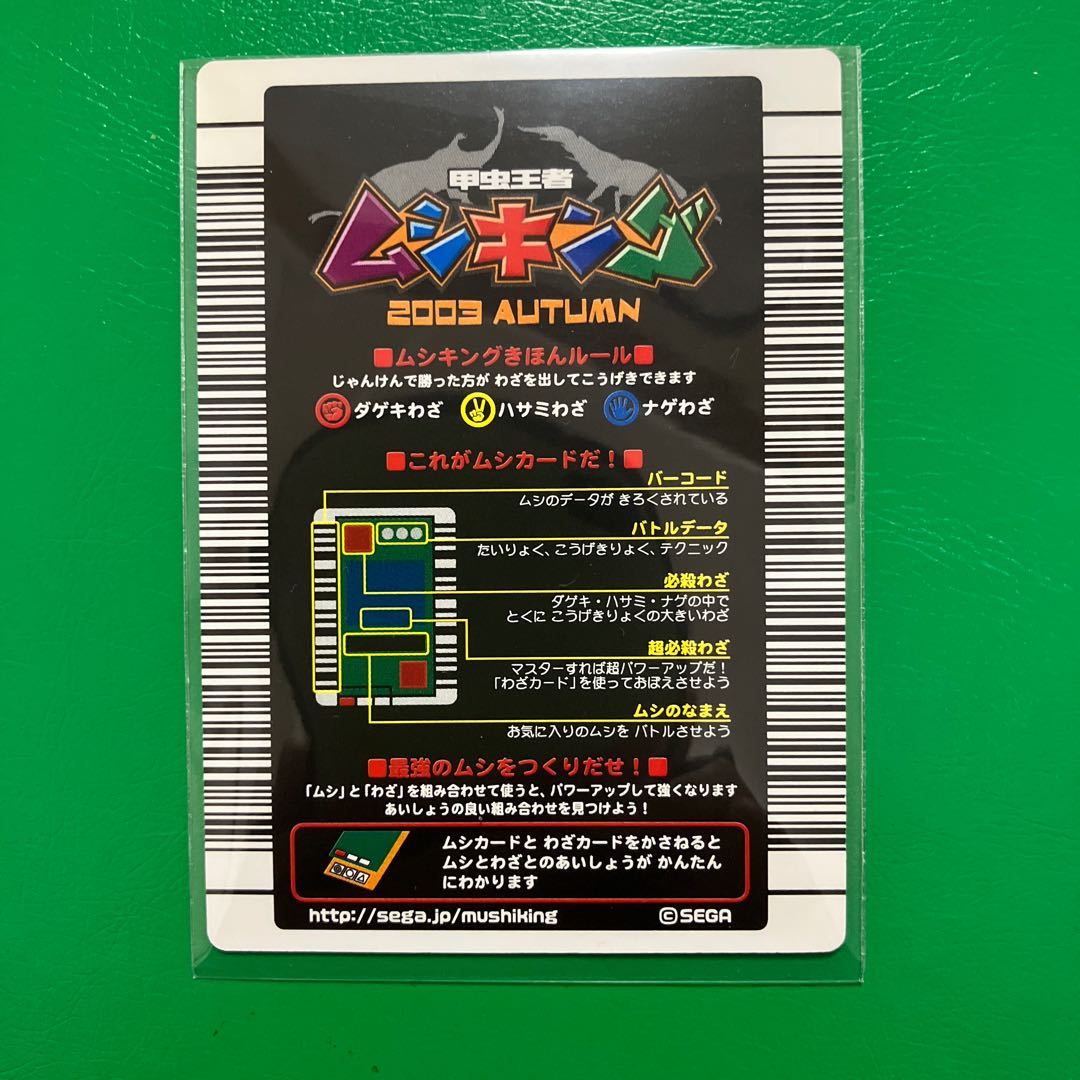 甲虫王者
ムシキング
2003 AUTUMN
■ムシキングきほんルール■
じゃんけんで勝った方が わざを出してこうげきできます
ダゲキわざ ハサミわざ ナゲわざ
■これがムシカードだ！■
バーコード
ムシのデータが きろくされている
バトルデータ
たいりょく、こうげきりょく、テクニック
必殺わざ
ダゲキ・ハサミ・ナゲの中で
とくに こうげきりょくの大きいわざ
超必殺わざ
マスターすれば超パワーアップだ！
「わざカード」を使っておぼえさせよう
ムシのなまえ
お気に入りのムシを バトルさせよう
■最強のムシをつくりだせ！■
「ムシ」と「わざ」を組み合わせて使うと、パワーアップして強くなります
あいしょうの良い組み合わせを見つけよう！
ムシカードと わざカードをかさねると
ムシとわざとのあいしょうが かんたん
にわかります
http://sega.jp/mushiking ©SEGA